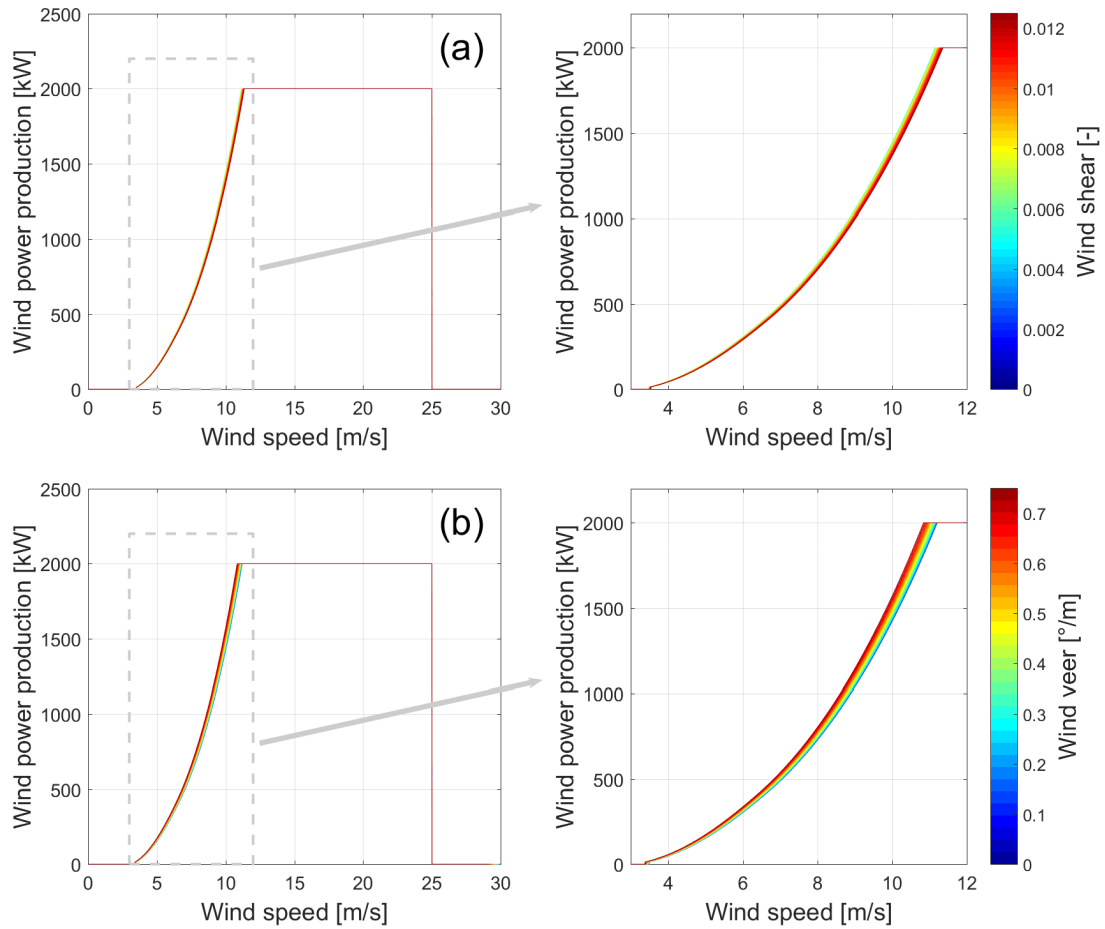 (a)
Wind power production [kW]
2500
2000
1500
1000
500
0
0 5 10 15 20 25 30
Wind speed [m/s]
Wind power production [kW]
2000
1500
1000
500
0
4 6 8 10 12
Wind speed [m/s]
0.012
0.01
0.008
0.006
0.004
0.002
0
Wind shear [-]
(b)
Wind power production [kW]
2500
2000
1500
1000
500
0
0 5 10 15 20 25 30
Wind speed [m/s]
Wind power production [kW]
2000
1500
1000
500
0
4 6 8 10 12
Wind speed [m/s]
0.7
0.6
0.5
0.4
0.3
0.2
0.1
0
Wind veer [°/m]